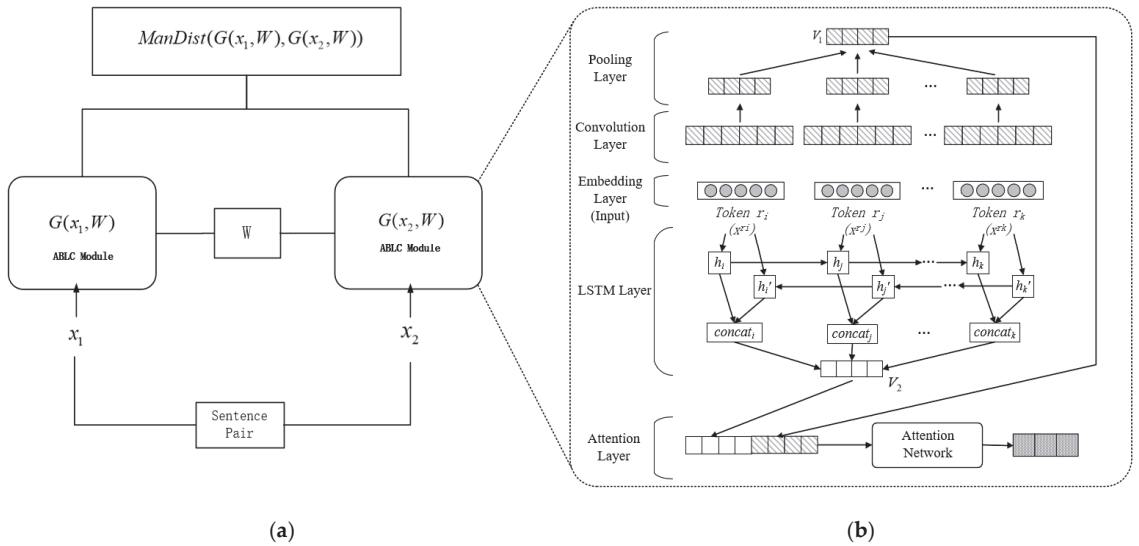 ManDist(G(x₁,W),G(x₂,W))
G(x₁,W)
ABLC Module
W
G(x₂,W)
ABLC Module
x₁
x₂
Sentence
Pair
(a)
V₁
Pooling
Layer
...
Convolution
Layer
...
Embedding
Layer
(Input)
...
Token rᵢ
(xʳⁱ)
Token rⱼ
(xʳʲ)
Token rₖ
(xʳᵏ)
LSTM Layer
hᵢ
hⱼ
...
hₖ
hᵢ'
hⱼ'
...
hₖ'
concatᵢ
concatⱼ
...
concatₖ
V₂
Attention
Layer
Attention
Network
(b)